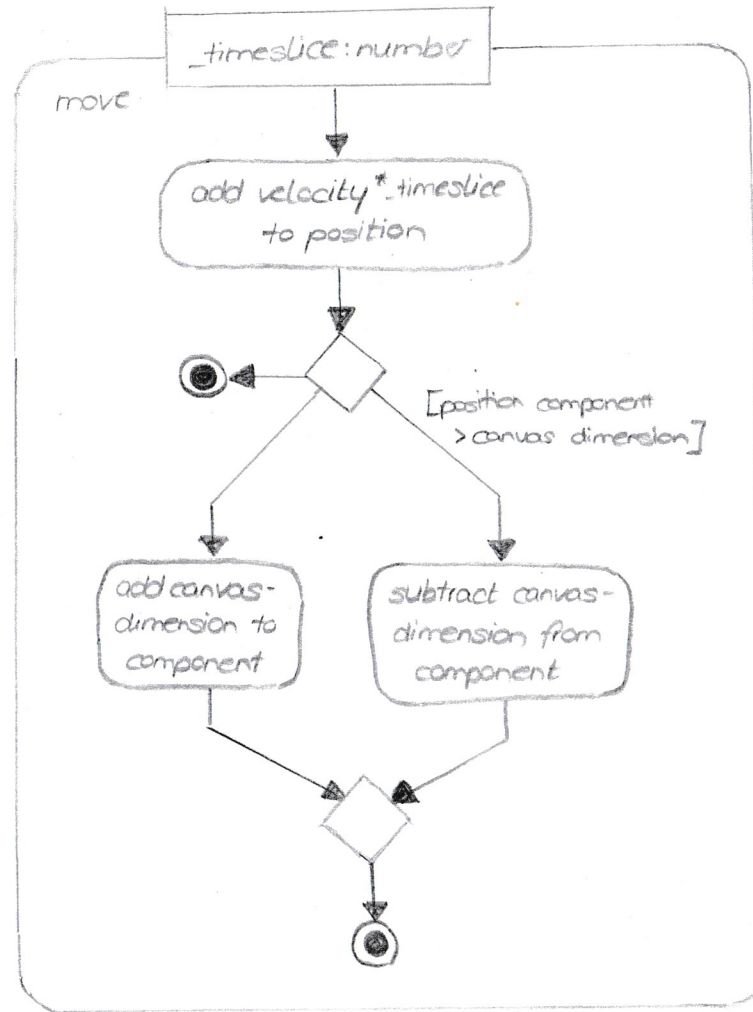 _timeslice: number
move
add velocity*_timeslice
to position
[position component
>canvas dimension]
add canvas-
dimension to
component
subtract canvas-
dimension from
component